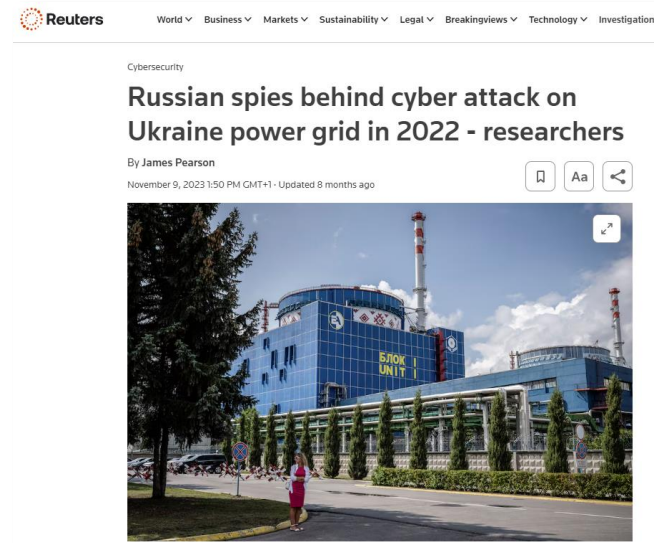 Reuters
World Business Markets Sustainability Legal Breakingviews Technology Investigation
Cybersecurity
Russian spies behind cyber attack on
Ukraine power grid in 2022 - researchers
By James Pearson
November 9, 2023 1:50 PM GMT+1 · Updated 8 months ago
Aa
БЛОК I
UNIT